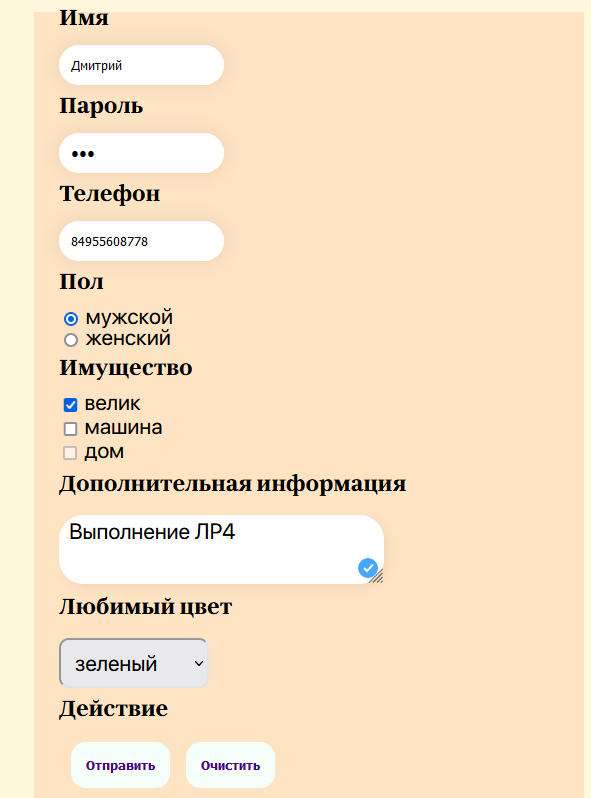 Имя
Дмитрий
Пароль
•••
Телефон
84955608778
Пол
мужской
женский
Имущество
велик
машина
дом
Дополнительная информация
Выполнение ЛР4
Любимый цвет
зеленый
Действие
Отправить Очистить